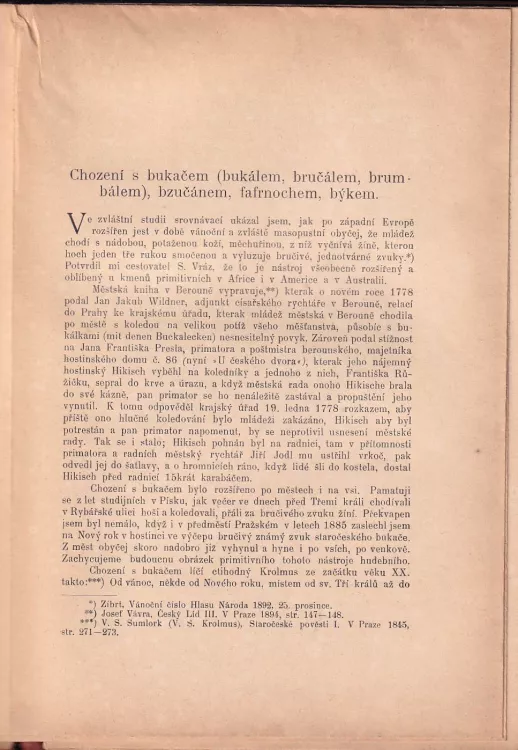 Chození s bukačem (bukálem, bručálem, brum-
bálem), bzučánem, fafrnochem, býkem.
Ve zvláštní studii srovnávací ukázal jsem, jak po západní Evropě
rozšířen jest v době vánoční a zvláště masopustní obyčej, že mládež
chodí s nádobou, potaženou koží, měchuřinou, z níž vyčnívá žíně, kterou
hoch jeden tře rukou smočenou a vyluzuje bručivé, jednotvárné zvuky.*)
Potvrdil mi cestovatel S. Vráz, že to je nástroj všeobecně rozšířený a
oblíbený u kmenů primitivních v Africe i v Americe a v Australii.
Městská kniha v Berouně vypravuje,**) kterak o novém roce 1778
podal Jan Jakub Wildner, adjunkt císařského rychtáře v Berouně, relaci
do Prahy ke krajskému úřadu, kterak mládež městská v Berouně chodila
po městě s koledou na velikou potíž všeho měšťanstva, působíc s bu-
kálkami (mit denen Buckalecken) nesnesitelný povyk. Zároveň podal stížnost
na Jana Františka Presla, primatora a poštmistra berounského, majetníka
hostinského domu č. 86 (nyní »U českého dvora«), kterak jeho nájemný
hostinský Hikisch vyběhl na koledníky a jednoho z nich, Františka Rů-
žičku, sepral do krve a úrazu, a když městská rada onoho Hikische brala
do své kázně, pan primator se ho nenáležitě zastával a propuštění jeho
vynutil. K tomu odpověděl krajský úřad 19. ledna 1778 rozkazem, aby
příště ono hlučné koledování bylo mládeži zakázáno, Hikisch aby byl
potrestán a pan primator napomenut, by se neprotivil usnesení městské
rady. Tak se i stalo; Hikisch pohnán byl na radnici, tam v přítomnosti
primatora a radních městský rychtář Jiří Jodl mu ustřihl vrkoč, pak
odvedl jej do šatlavy, a o hromnicích ráno, když lidé šli do kostela, dostal
Hikisch před radnicí 15krát karabáčem.
Chození s bukačem bylo rozšířeno po městech i na vsi. Pamatuji
se z let studijních v Písku, jak večer ve dnech před Třemi králi chodívali
v Rybářské ulici hoši a koledovali, přáli za bručivého zvuku žíní. Překvapen
jsem byl nemálo, když i v předměstí Pražském v letech 1885 zaslechl jsem
na Nový rok v hostinci ve výčepu bručivý známý zvuk staročeského bukače.
Z měst obyčej skoro nadobro již vyhynul a hyne i po vsích, po venkově.
Zachycujeme budoucnu obrázek primitivního tohoto nástroje hudebního.
Chození s bukačem líčí ctihodný Krolmus ze začátku věku XX.
takto:***) Od vánoc, někde od Nového roku, místem od sv. Tří králů až do
*) Zíbrt, Vánoční číslo Hlasu Národa 1892, 25. prosince.
**) Josef Vávra, Český Lid III. V Praze 1894, str. 147—148.
***) V. S. Sumlork (V. S. Krolmus), Staročeské pověsti I. V Praze 1845,
str. 271—273.